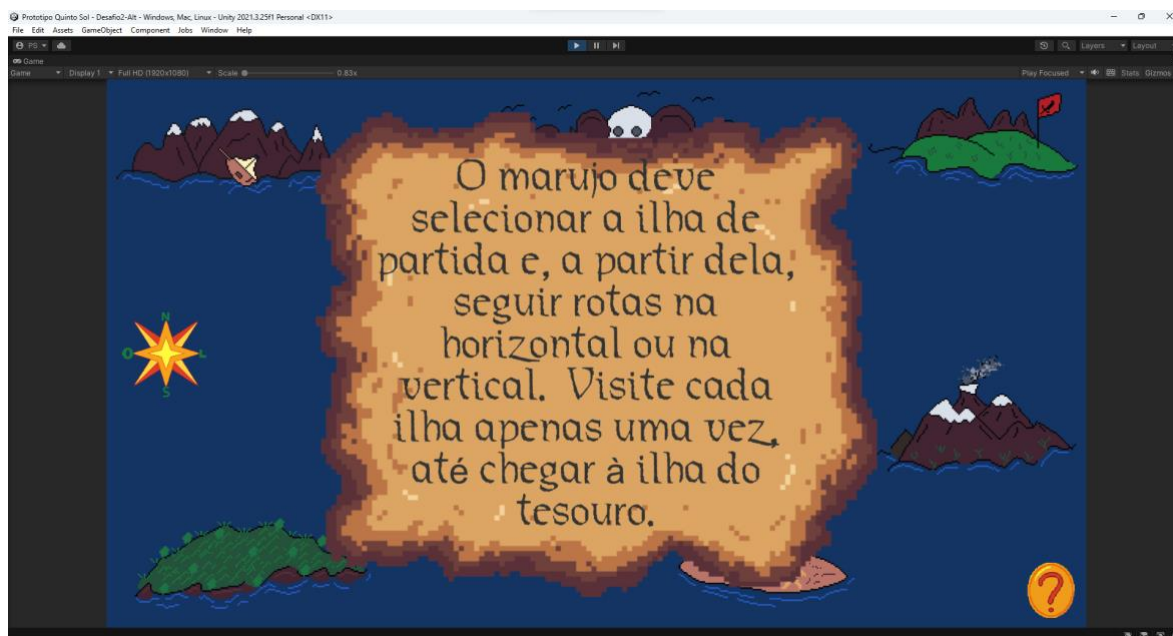 Prototipo Quinto Sol - Desafio2-Alt - Windows, Mac, Linux - Unity 2021.3.25f1 Personal <DX11>
File Edit Assets GameObject Component Jobs Window Help
PS
Layers Layout
Game
Game Display 1 Full HD (1920x1080) Scale 0.83x Play Focused Stats Gizmos
O marujo deve
selecionar a ilha de
partida e, a partir dela,
seguir rotas na
horizontal ou na
vertical. Visite cada
ilha apenas uma vez,
até chegar à ilha do
tesouro.
N
O L
S
?